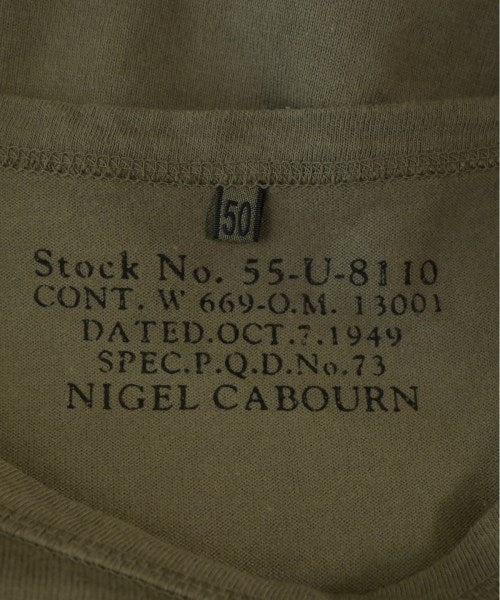 50
Stock No. 55-U-8110
CONT. W 669-O.M. 13001
DATED.OCT.7.1949
SPEC.P.Q.D.No.73
NIGEL CABOURN